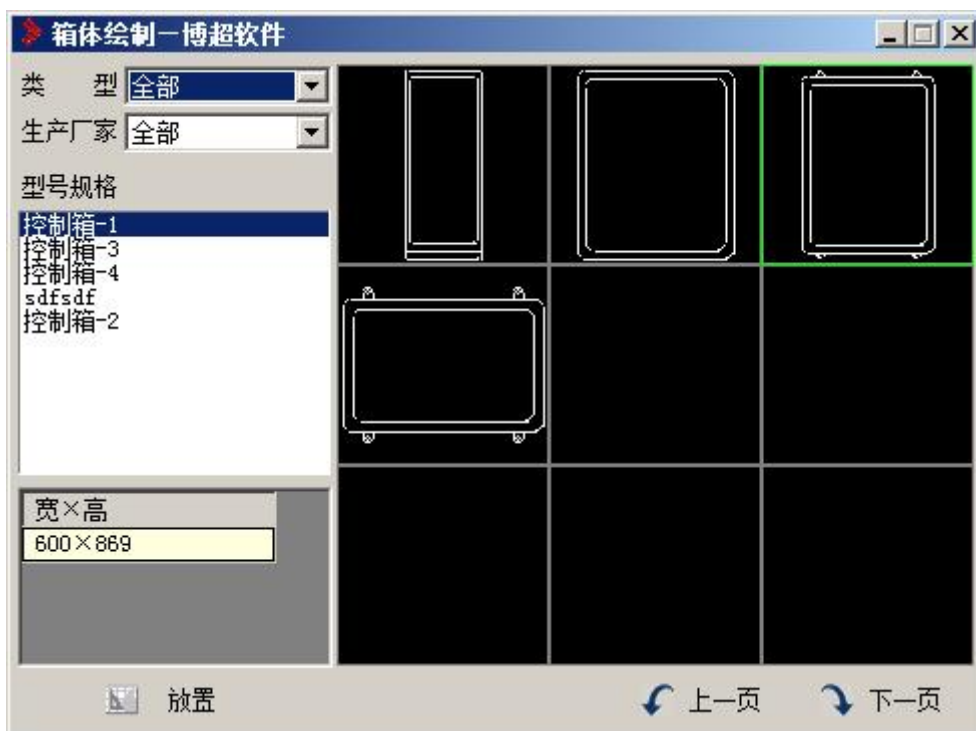 箱体绘制－博超软件
类 型 全部
生产厂家 全部
型号规格
控制箱-1
控制箱-3
控制箱-4
sdfsdf
控制箱-2
宽×高
600×869
放置 上一页 下一页